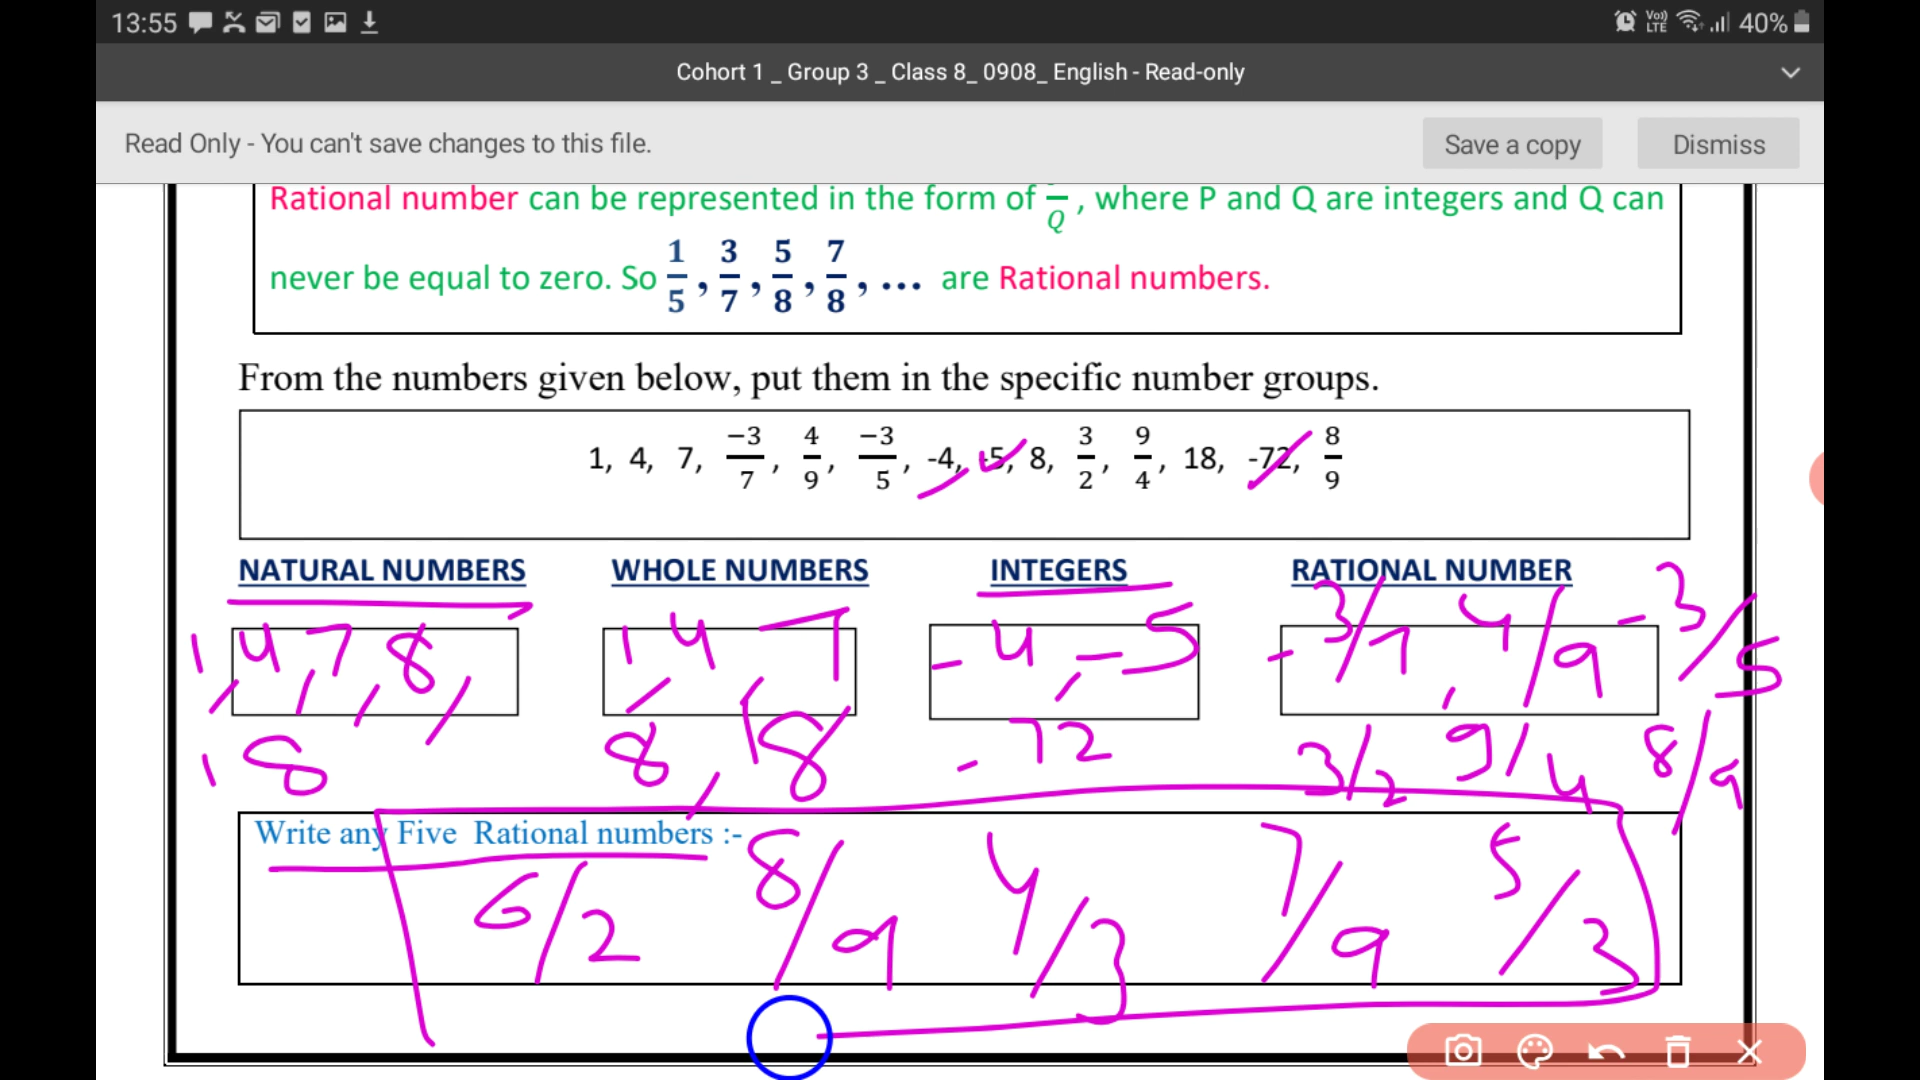 13:55
Vo)) LTE 40%
Cohort 1 _ Group 3 _ Class 8_ 0908_ English - Read-only
Read Only - You can't save changes to this file.
Save a copy
Dismiss
Rational number can be represented in the form of /Q , where P and Q are integers and Q can
never be equal to zero. So 1/5 , 3/7 , 5/8 , 7/8 , ... are Rational numbers.
From the numbers given below, put them in the specific number groups.
1, 4, 7, −3/7 , 4/9 , −3/5 , -4, -5, 8, 3/2 , 9/4 , 18, -72, 8/9
NATURAL NUMBERS WHOLE NUMBERS INTEGERS RATIONAL NUMBER
1, 4, 7, 8, 1, 4 7 -4, -5 -3/7, 4/9 -3/5
18 8, 18 -72 3/2 9/4 8/9
Write any Five Rational numbers :-
6/2 8/9 4/3 7/9 5/3